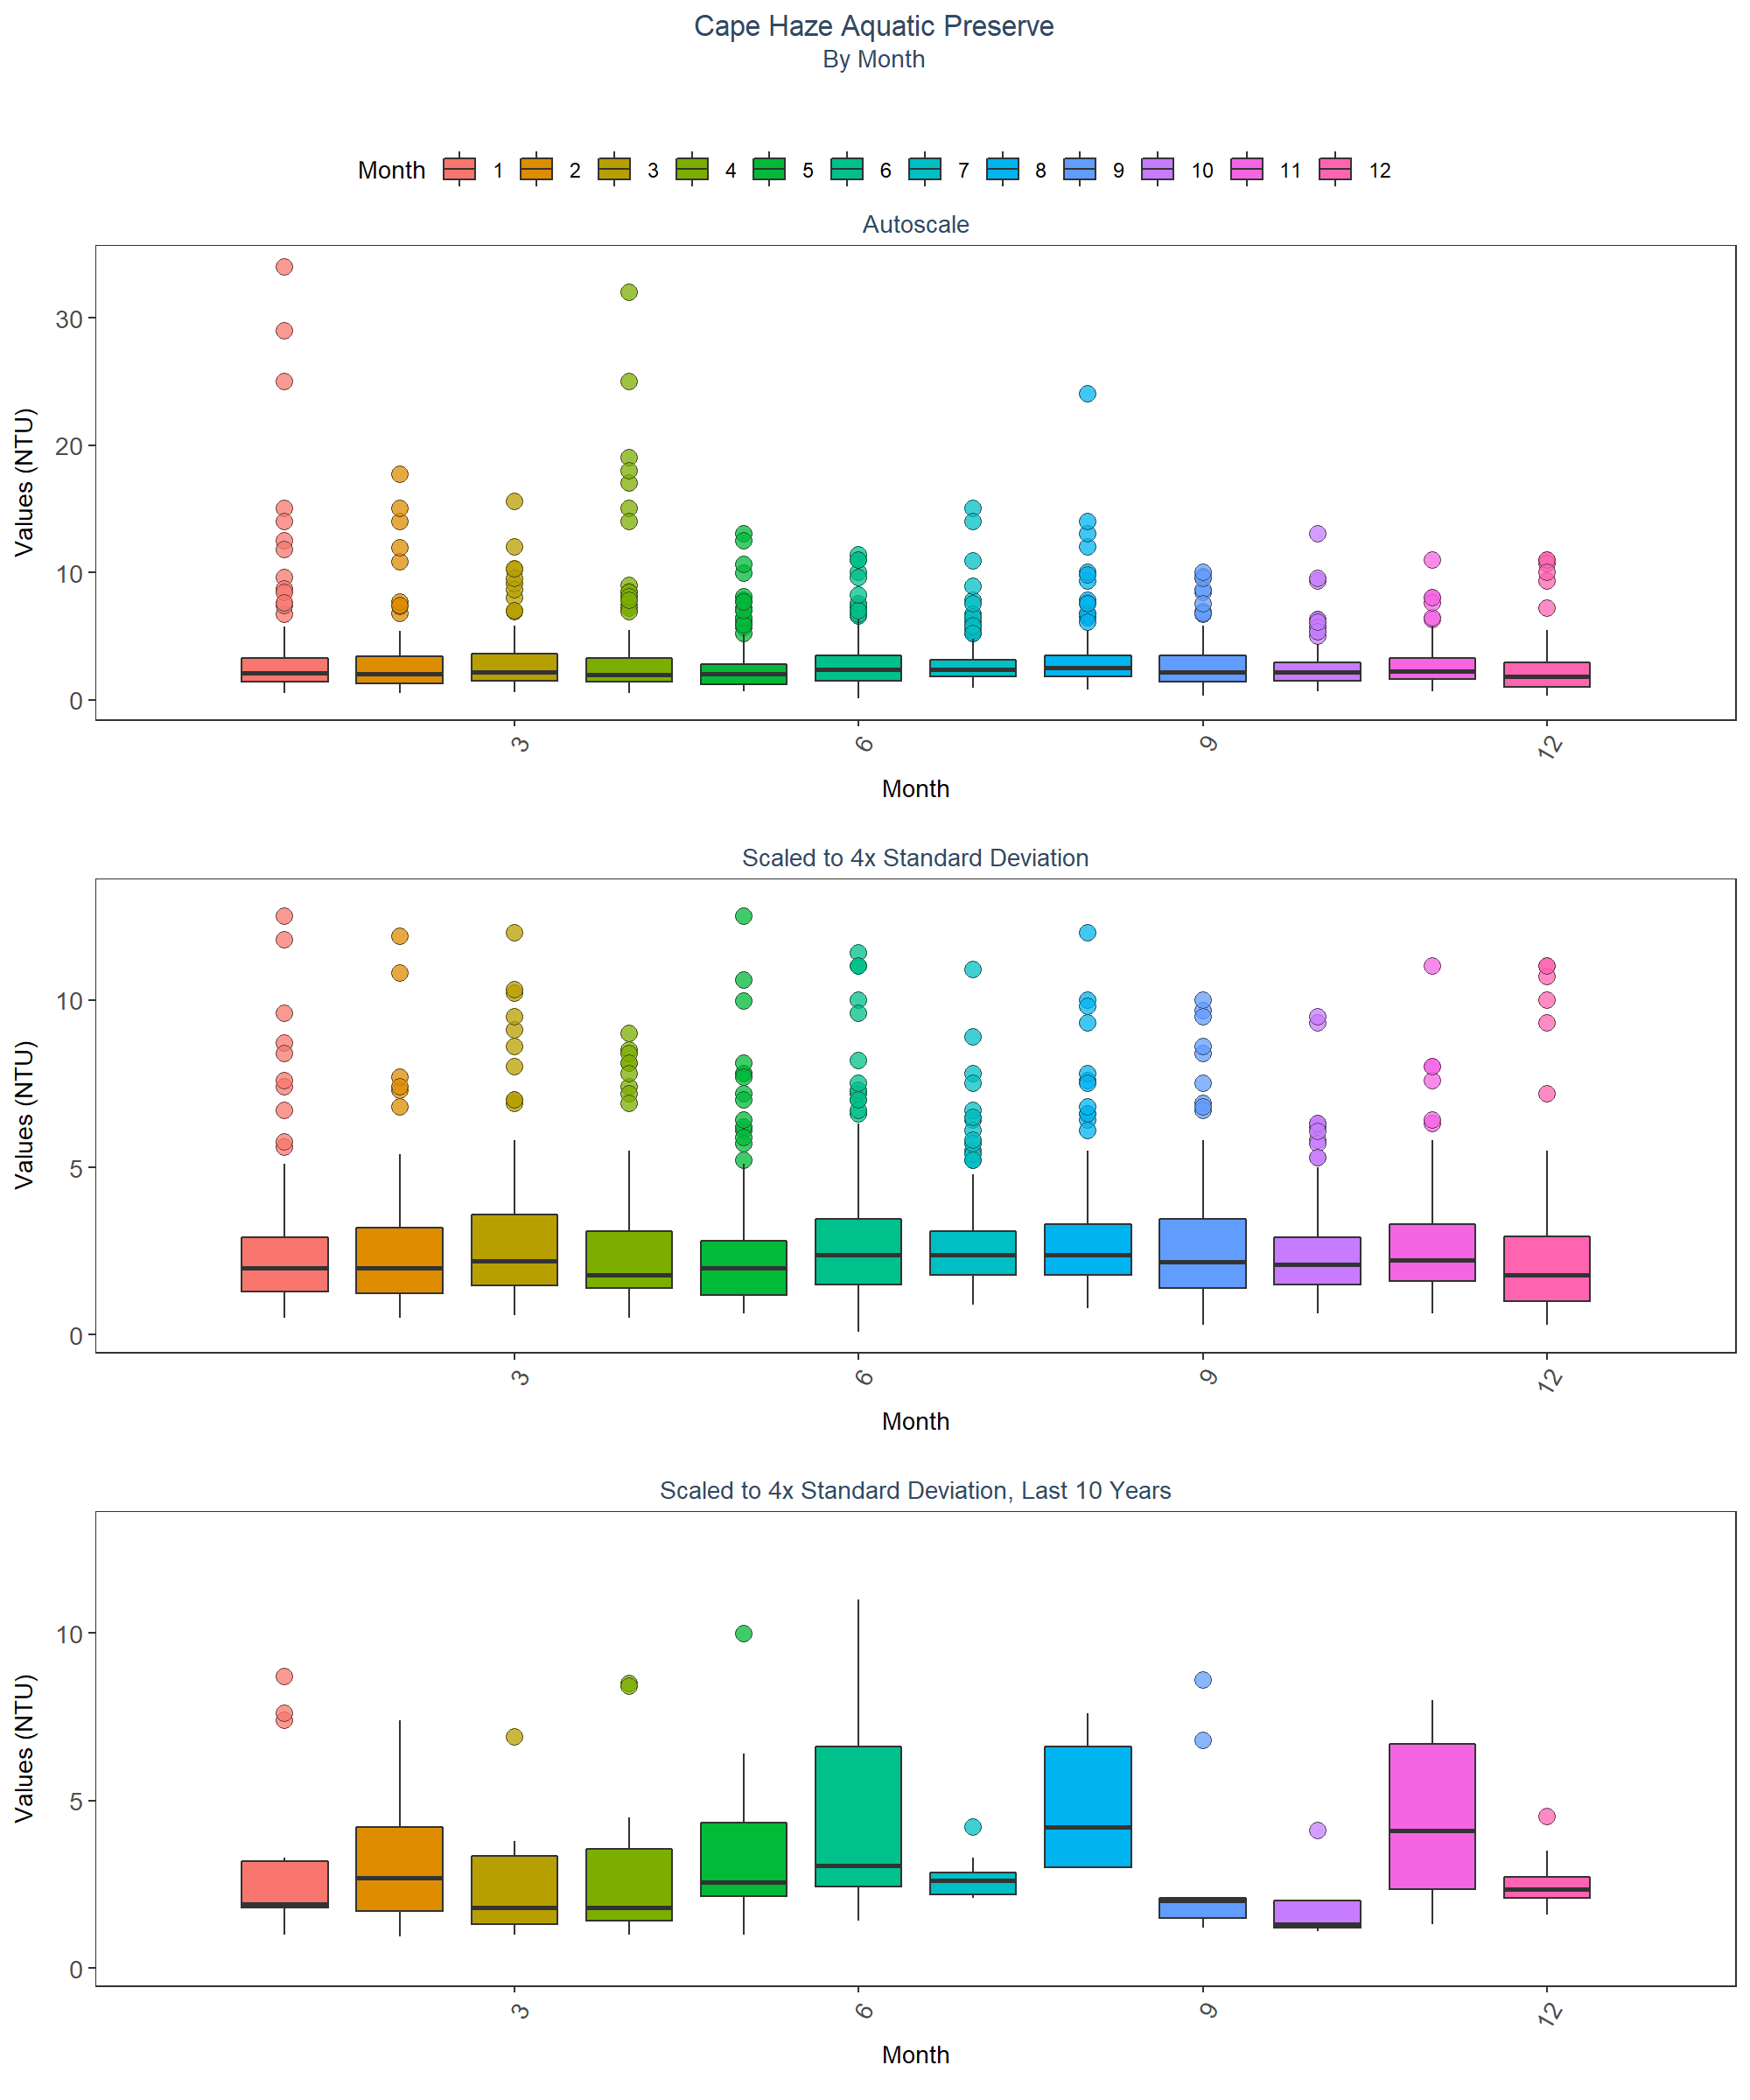 Cape Haze Aquatic Preserve
By Month
Month 1 2 3 4 5 6 7 8 9 10 11 12
Autoscale
Values (NTU)
30
20
10
0
3 6 9 12
Month
Scaled to 4x Standard Deviation
Values (NTU)
10
5
0
3 6 9 12
Month
Scaled to 4x Standard Deviation, Last 10 Years
Values (NTU)
10
5
0
3 6 9 12
Month